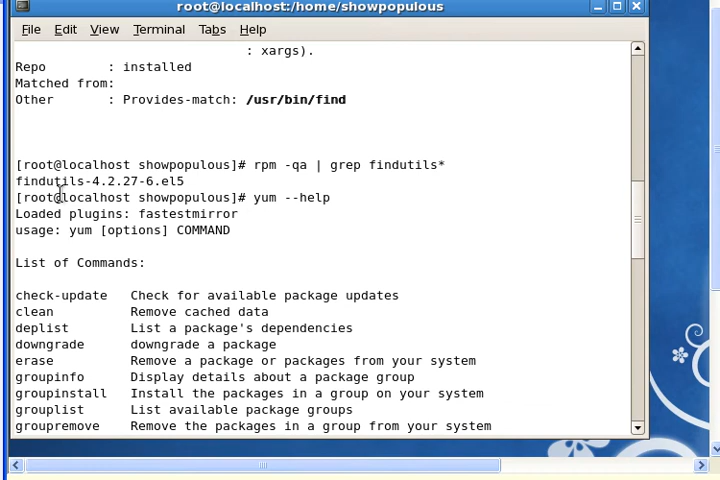 root@localhost:/home/showpopulous
File Edit View Terminal Tabs Help
: xargs).
Repo : installed
Matched from:
Other : Provides-match: /usr/bin/find
[root@localhost showpopulous]# rpm -qa | grep findutils*
findutils-4.2.27-6.el5
[root@localhost showpopulous]# yum --help
Loaded plugins: fastestmirror
usage: yum [options] COMMAND
List of Commands:
check-update Check for available package updates
clean Remove cached data
deplist List a package's dependencies
downgrade downgrade a package
erase Remove a package or packages from your system
groupinfo Display details about a package group
groupinstall Install the packages in a group on your system
grouplist List available package groups
groupremove Remove the packages in a group from your system